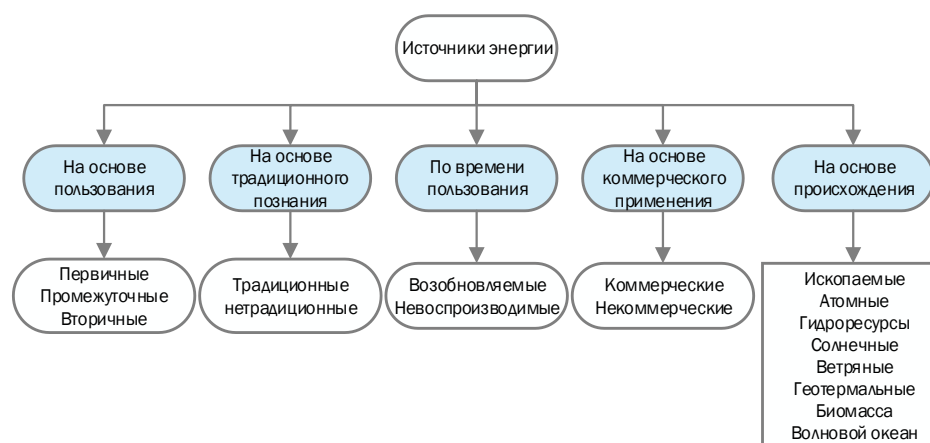 Источники энергии
На основе
пользования
На основе
традиционного
познания
По времени
пользования
На основе
коммерческого
применения
На основе
происхождения
Первичные
Промежуточные
Вторичные
Традиционные
нетрадиционные
Возобновляемые
Невоспроизводимые
Коммерческие
Некоммерческие
Ископаемые
Атомные
Гидроресурсы
Солнечные
Ветряные
Геотермальные
Биомасса
Волновой океан